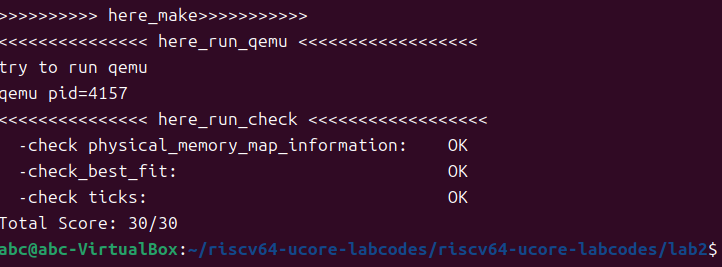 >>>>>>>>>> here_make>>>>>>>>>>>
<<<<<<<<<<<<<<< here_run_qemu <<<<<<<<<<<<<<<<<<
try to run qemu
qemu pid=4157
<<<<<<<<<<<<<<< here_run_check <<<<<<<<<<<<<<<<<<
  -check physical_memory_map_information:    OK
  -check_best_fit:                           OK
  -check ticks:                              OK
Total Score: 30/30
abc@abc-VirtualBox:~/riscv64-ucore-labcodes/riscv64-ucore-labcodes/lab2$